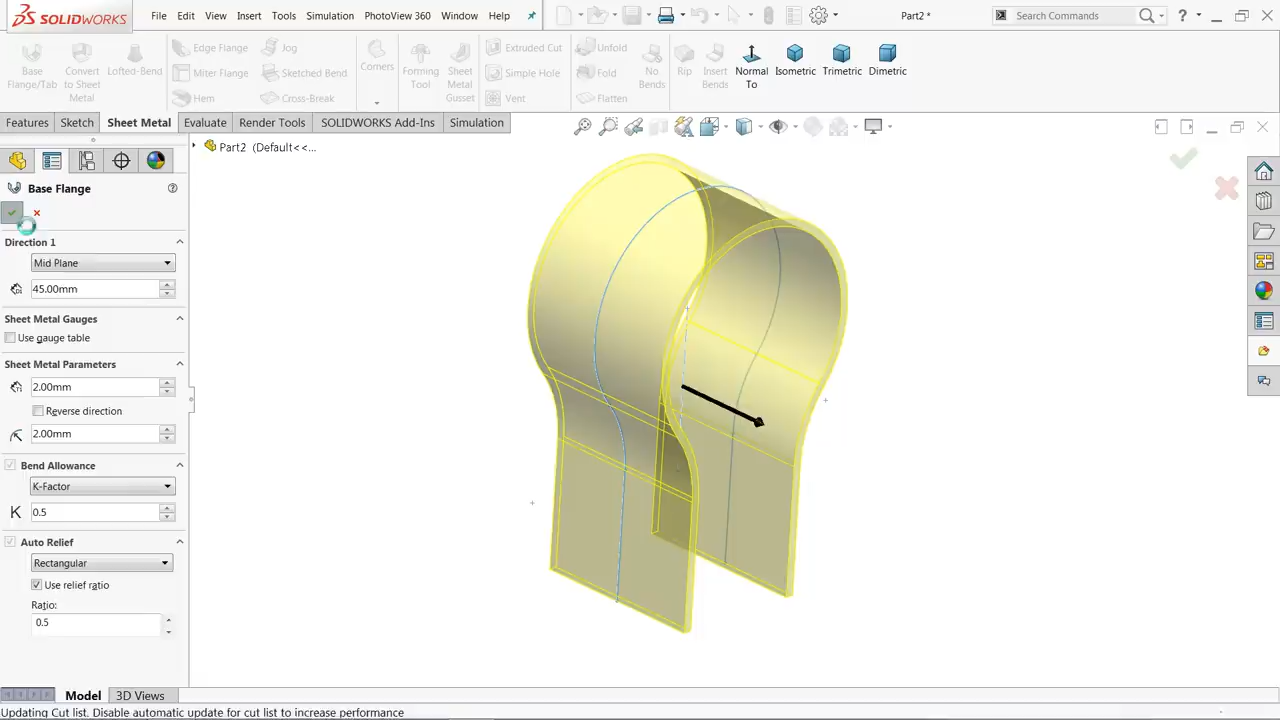 SOLIDWORKS
File Edit View Insert Tools Simulation PhotoView 360 Window Help
Part2 *
Search Commands
?
Base Flange/Tab
Convert to Sheet Metal
Lofted-Bend
Edge Flange
Miter Flange
Hem
Jog
Sketched Bend
Cross-Break
Corners
Forming Tool
Sheet Metal Gusset
Extruded Cut
Simple Hole
Vent
Unfold
Fold
Flatten
No Bends
Rip
Insert Bends
Normal To
Isometric
Trimetric
Dimetric
Features Sketch Sheet Metal Evaluate Render Tools SOLIDWORKS Add-Ins Simulation
Part2 (Default<<...
Base Flange
Direction 1
Mid Plane
45.00mm
Sheet Metal Gauges
Use gauge table
Sheet Metal Parameters
2.00mm
Reverse direction
2.00mm
Bend Allowance
K-Factor
K 0.5
Auto Relief
Rectangular
Use relief ratio
Ratio:
0.5
Model 3D Views
Updating Cut list. Disable automatic update for cut list to increase performance